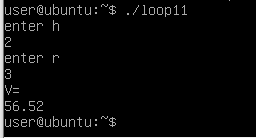 user@ubuntu:~$ ./loop11
enter h
2
enter r
3
V=
56.52
user@ubuntu:~$